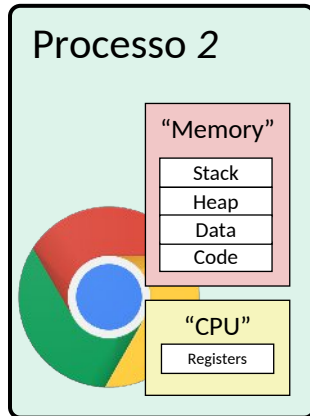 Processo 2
“Memory”
Stack
Heap
Data
Code
“CPU”
Registers